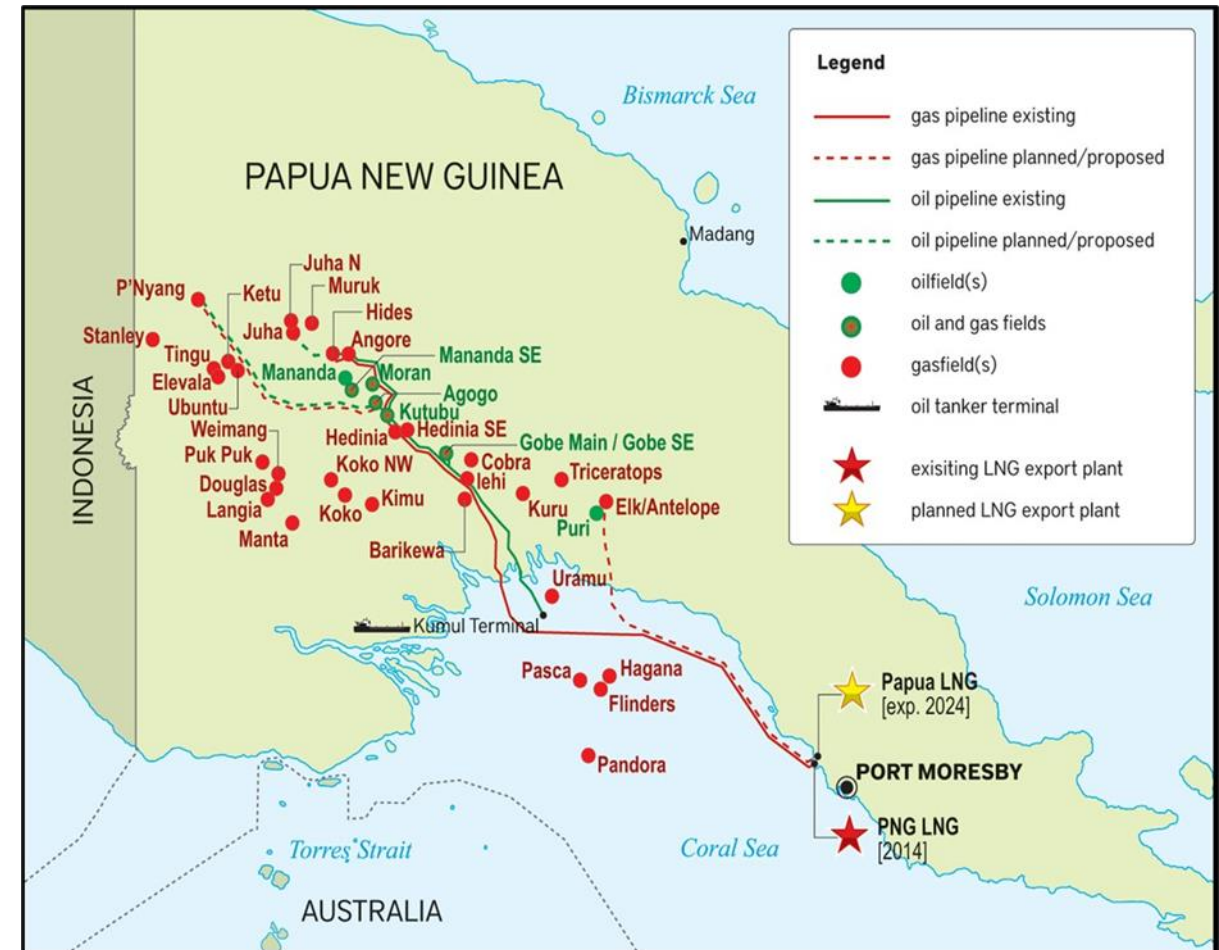 Legend
gas pipeline existing
gas pipeline planned/proposed
oil pipeline existing
oil pipeline planned/proposed
oilfield(s)
oil and gas fields
gasfield(s)
oil tanker terminal
exisiting LNG export plant
planned LNG export plant
Bismarck Sea
PAPUA NEW GUINEA
Madang
Juha N
P'Nyang
Ketu
Muruk
Hides
Stanley
Juha
Angore
Tingu
Mananda SE
Elevala
Mananda
Moran
Agogo
Ubuntu
Kutubu
Weimang
Hedinia
Hedinia SE
Gobe Main / Gobe SE
Puk Puk
Koko NW
Cobra
Triceratops
Douglas
Iehi
Langia
Koko
Kimu
Kuru
Elk/Antelope
Manta
Puri
Barikewa
INDONESIA
Uramu
Solomon Sea
Kumul Terminal
Pasca
Hagana
Flinders
Papua LNG
[exp. 2024]
Pandora
PORT MORESBY
PNG LNG
[2014]
Torres Strait
Coral Sea
AUSTRALIA